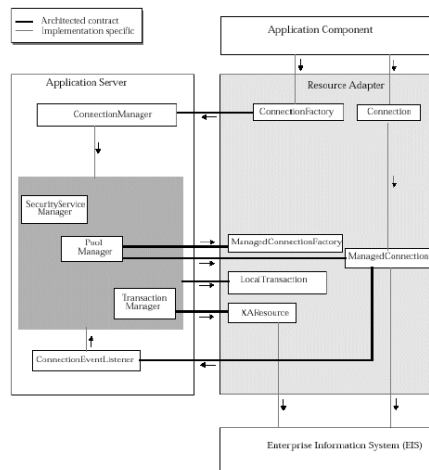 Architected contract
Implementation specific
Application Component
Application Server
Resource Adapter
ConnectionManager
ConnectionFactory
Connection
SecurityService
Manager
Pool
Manager
ManagedConnectionFactory
ManagedConnection
LocalTransaction
Transaction
Manager
XAResource
ConnectionEventListener
Enterprise Information System (EIS)